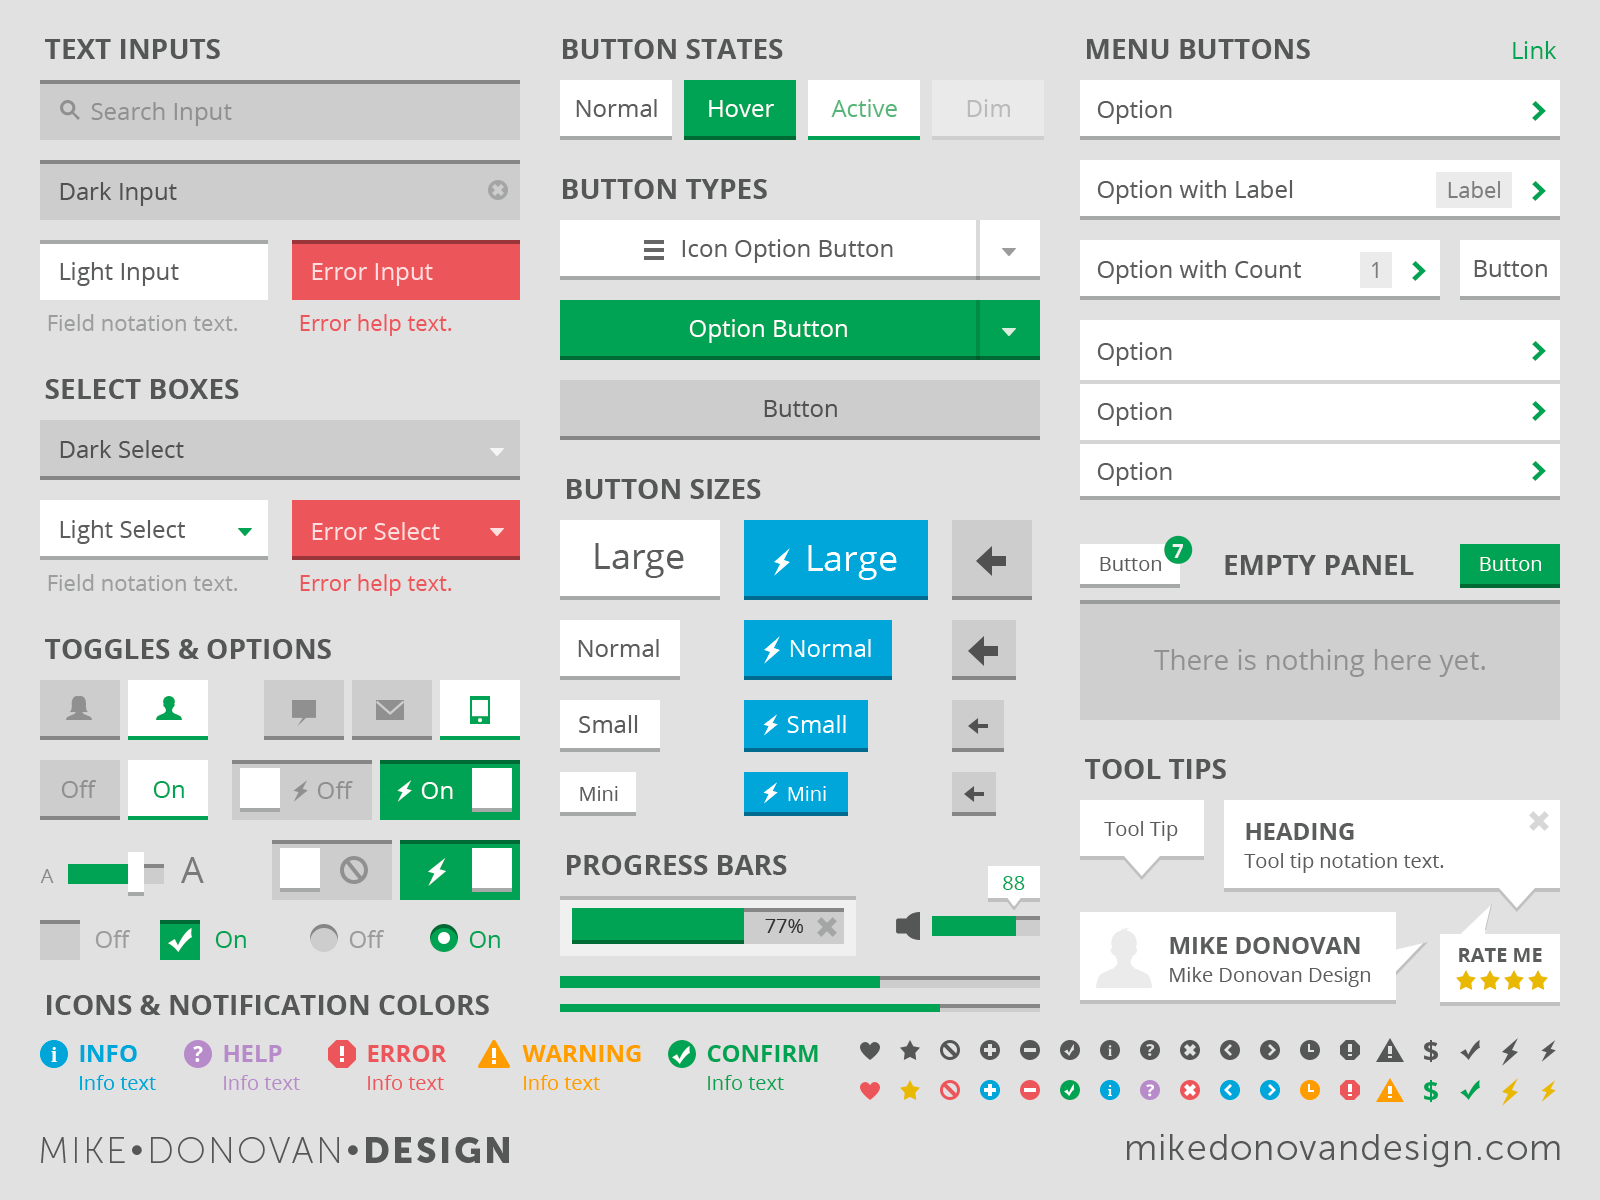 TEXT INPUTS
Search Input
Dark Input
Light Input
Error Input
Field notation text.
Error help text.
SELECT BOXES
Dark Select
Light Select
Error Select
Field notation text.
Error help text.
TOGGLES & OPTIONS
Off
On
Off
On
A
A
Off
On
Off
On
BUTTON STATES
Normal
Hover
Active
Dim
BUTTON TYPES
Icon Option Button
Option Button
Button
BUTTON SIZES
Large
Large
Normal
Normal
Small
Small
Mini
Mini
PROGRESS BARS
77%
88
MENU BUTTONS
Link
Option
Option with Label
Label
Option with Count
1
Button
Option
Option
Option
Button
7
EMPTY PANEL
Button
There is nothing here yet.
TOOL TIPS
Tool Tip
HEADING
Tool tip notation text.
MIKE DONOVAN
Mike Donovan Design
RATE ME
ICONS & NOTIFICATION COLORS
INFO
Info text
HELP
Info text
ERROR
Info text
WARNING
Info text
CONFIRM
Info text
MIKE•DONOVAN•DESIGN
mikedonovandesign.com